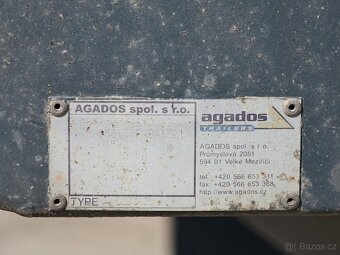 AGADOS spol. s r.o.
TYPE
agados
TRAILERS
AGADOS spol. s r.o.
Průmyslová 2081
594 01 Velké Meziříčí
tel.: +420 566 653 311
fax: +420 566 653 368
http://www.agados.cz
Bazos.cz